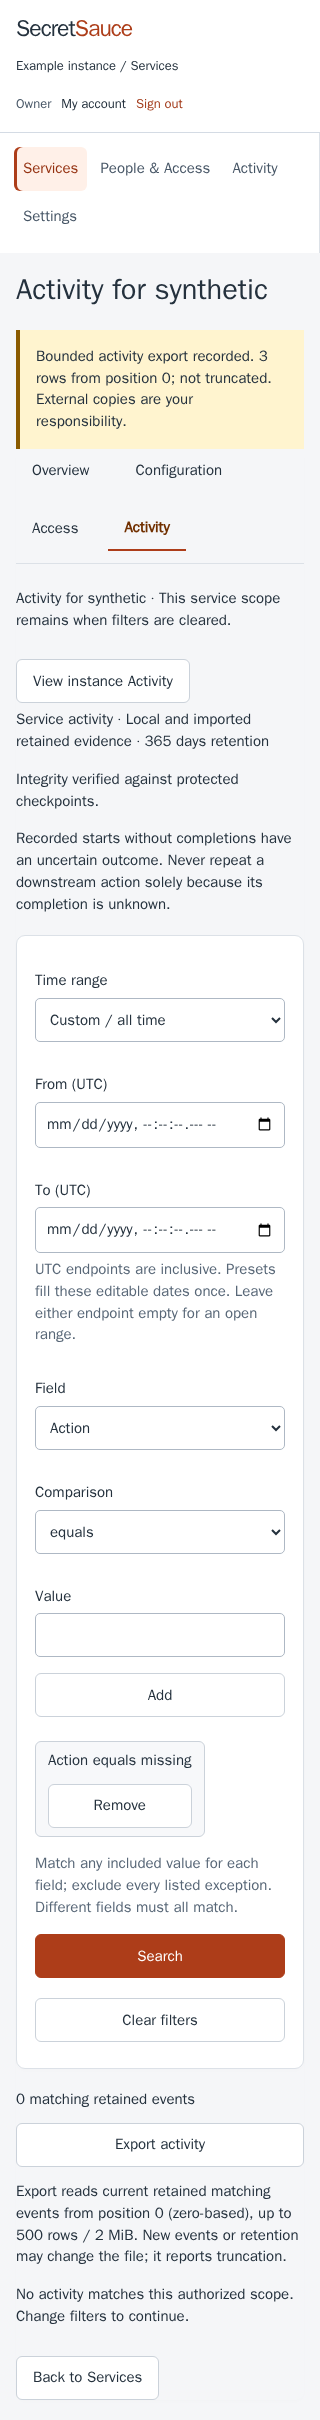 SecretSauce
Example instance / Services
Owner My account Sign out
Services People & Access Activity
Settings
Activity for synthetic
Bounded activity export recorded. 3
rows from position 0; not truncated.
External copies are your
responsibility.
Overview Configuration
Access Activity
Activity for synthetic · This service scope
remains when filters are cleared.
View instance Activity
Service activity · Local and imported
retained evidence · 365 days retention
Integrity verified against protected
checkpoints.
Recorded starts without completions have
an uncertain outcome. Never repeat a
downstream action solely because its
completion is unknown.
Time range
Custom / all time
From (UTC)
mm/dd/yyyy, --:--:--.--- --
To (UTC)
mm/dd/yyyy, --:--:--.--- --
UTC endpoints are inclusive. Presets
fill these editable dates once. Leave
either endpoint empty for an open
range.
Field
Action
Comparison
equals
Value
Add
Action equals missing
Remove
Match any included value for each
field; exclude every listed exception.
Different fields must all match.
Search
Clear filters
0 matching retained events
Export activity
Export reads current retained matching
events from position 0 (zero-based), up to
500 rows / 2 MiB. New events or retention
may change the file; it reports truncation.
No activity matches this authorized scope.
Change filters to continue.
Back to Services